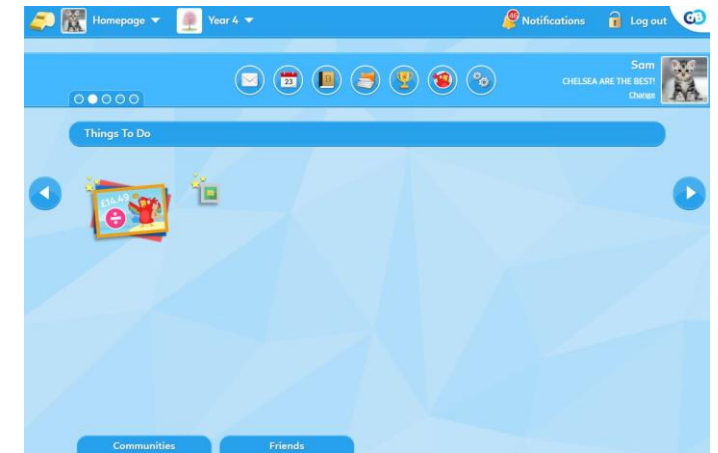 Homepage
Year 4
Notifications
Log out
Sam
CHELSEA ARE THE BEST!
Change
23
Things To Do
£14.49
÷
Communities
Friends